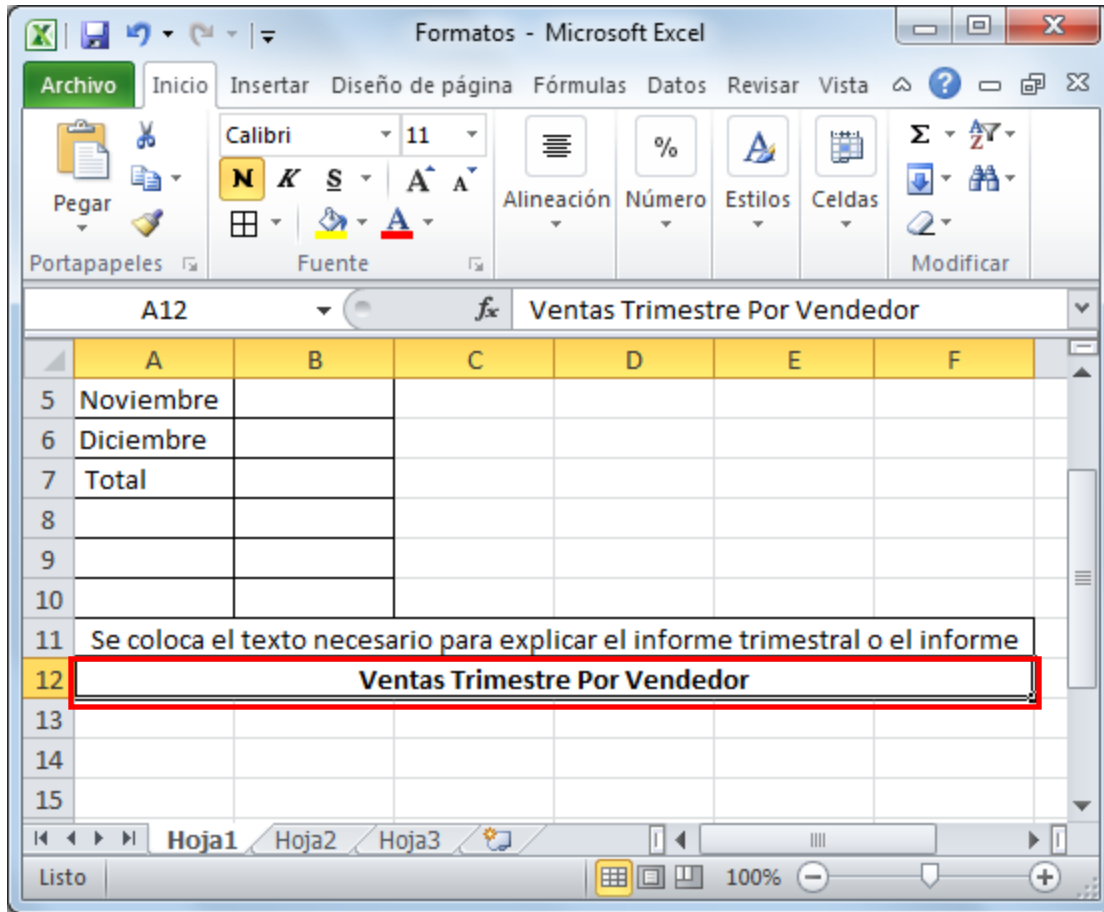 Formatos - Microsoft Excel
Archivo Inicio Insertar Diseño de página Fórmulas Datos Revisar Vista
Calibri 11
N K S A A
Pegar Alineación Número Estilos Celdas
% A Σ A Z
A
Portapapeles Fuente Modificar
A12 fx Ventas Trimestre Por Vendedor
A B C D E F
5 Noviembre
6 Diciembre
7 Total
8
9
10
11 Se coloca el texto necesario para explicar el informe trimestral o el informe
12 Ventas Trimestre Por Vendedor
13
14
15
Hoja1 Hoja2 Hoja3
Listo 100%